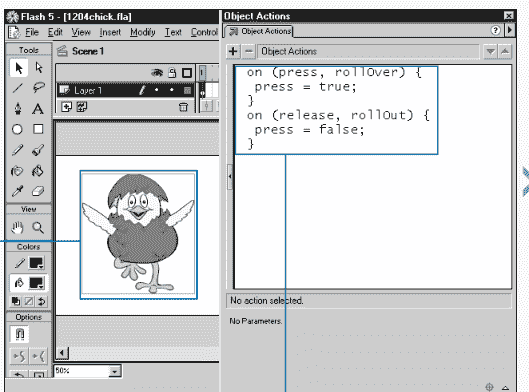 Flash 5 - [1204chick.fla]
File Edit View Insert Modify Text Control
Tools
Scene 1
Layer 1
View
Colors
Options
50%
Object Actions
Object Actions
Object Actions
on (press, rollOver) {
press = true;
}
on (release, rollOut) {
press = false;
}
No action selected.
No Parameters.